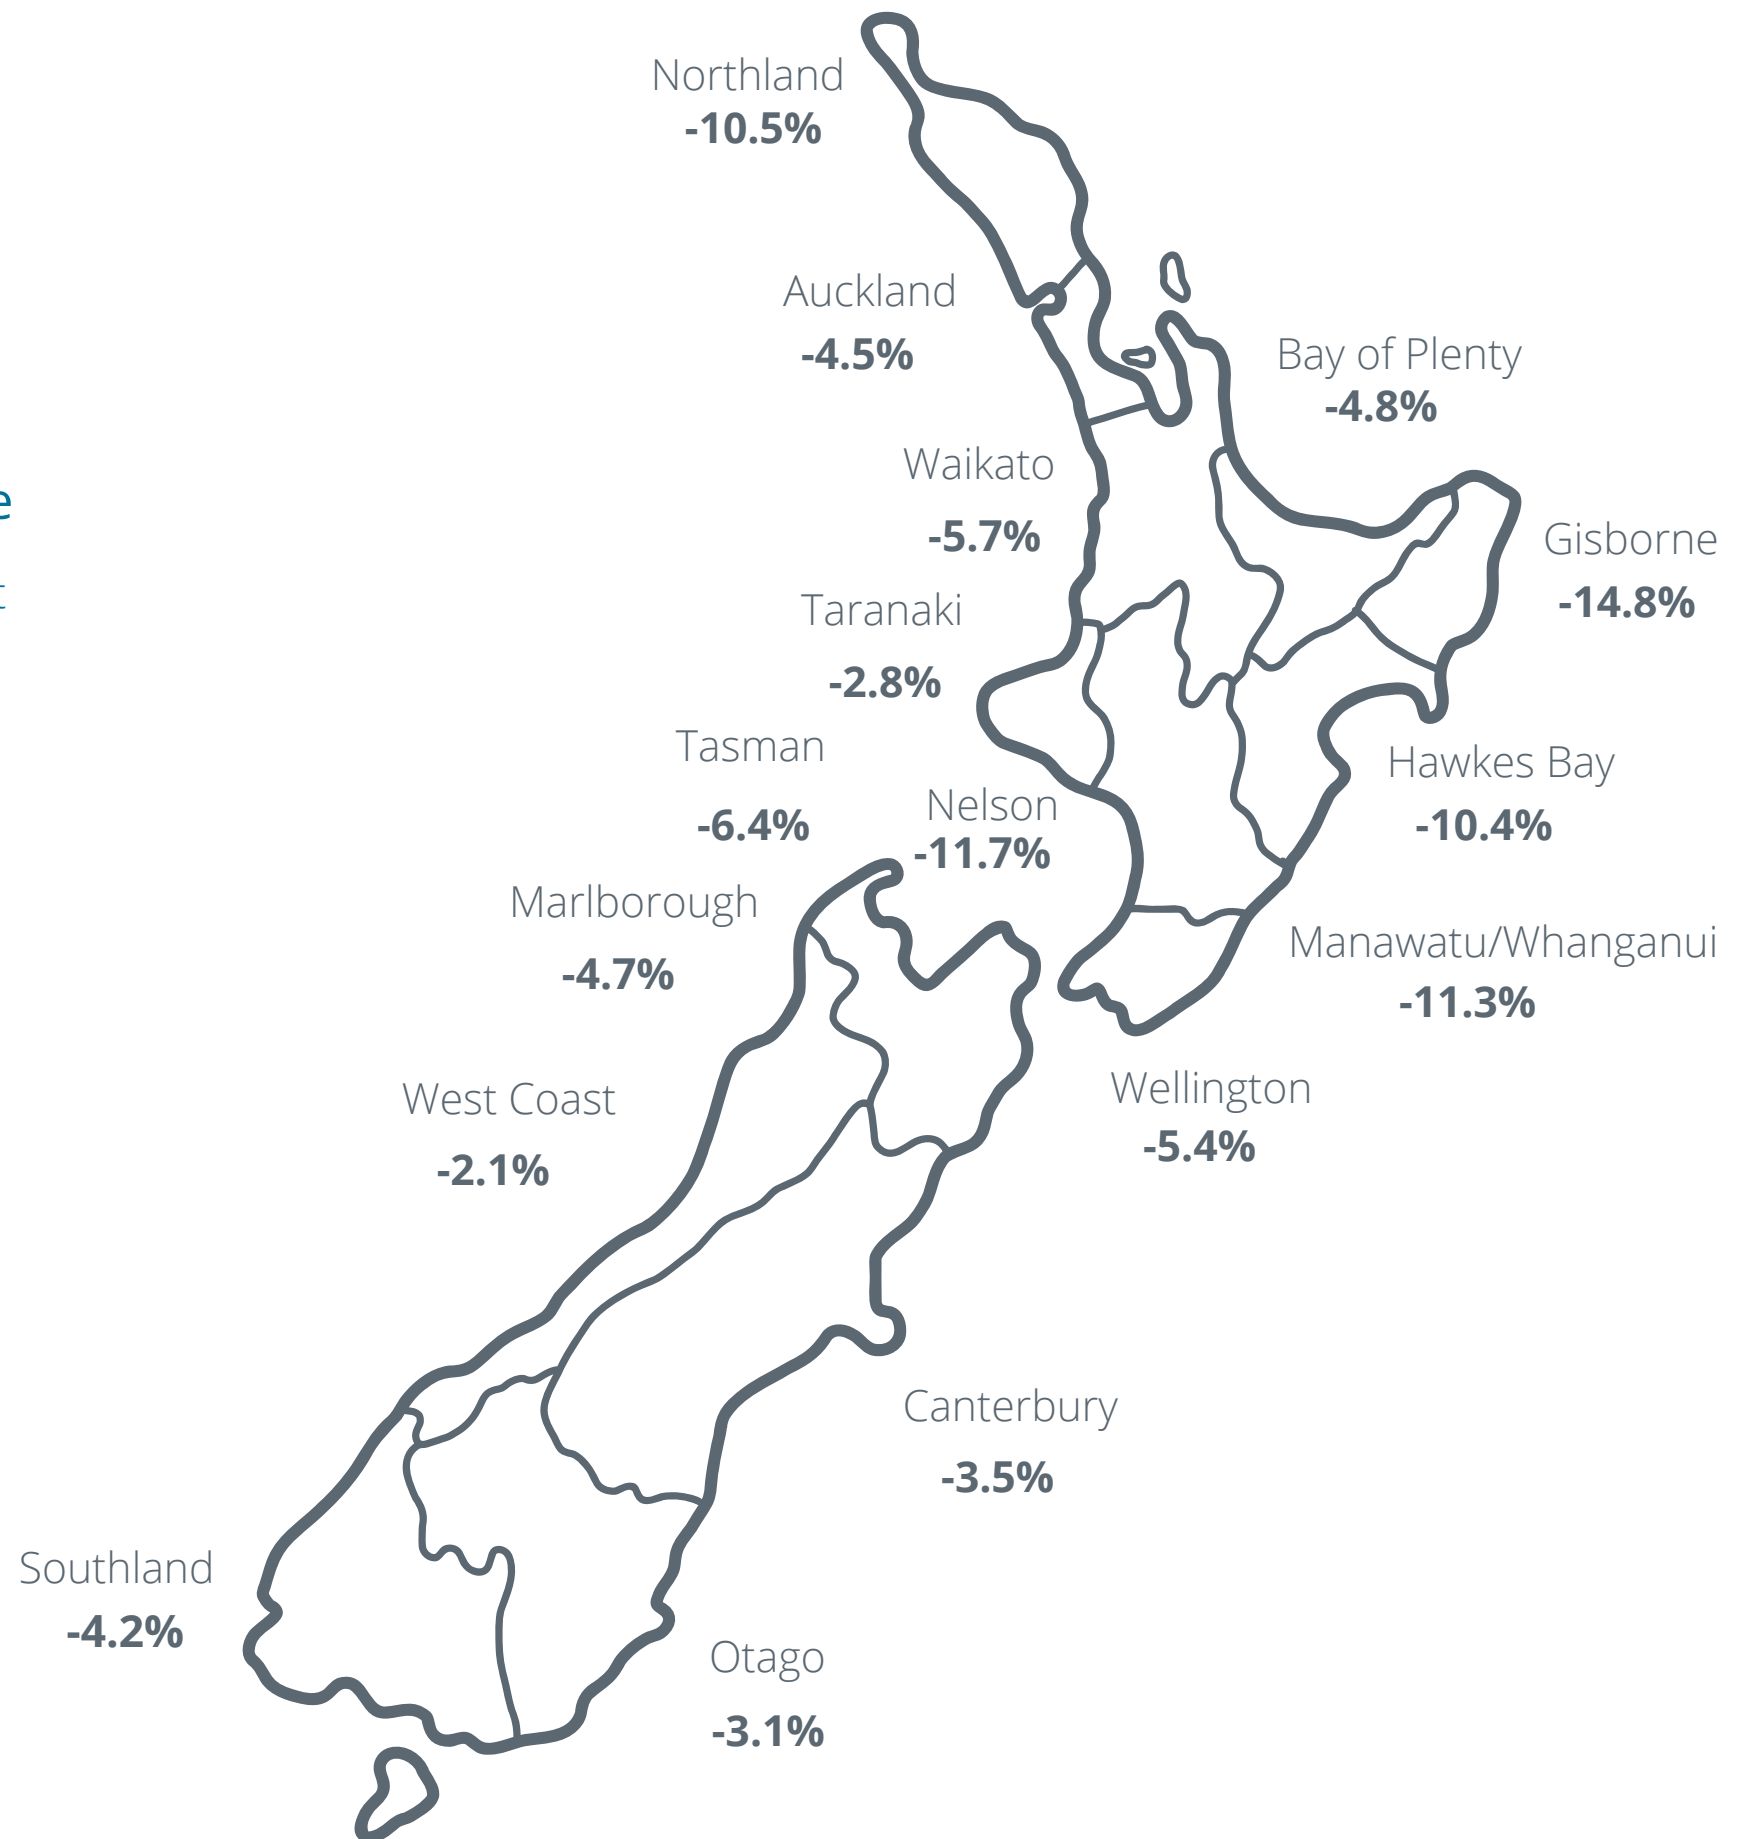 Northland
-10.5%
Auckland
-4.5%
Bay of Plenty
-4.8%
Waikato
-5.7%
e
Gisborne
-14.8%
t
Taranaki
-2.8%
Tasman
-6.4%
Nelson
-11.7%
Hawkes Bay
-10.4%
Marlborough
-4.7%
Manawatu/Whanganui
-11.3%
West Coast
-2.1%
Wellington
-5.4%
Canterbury
-3.5%
Southland
-4.2%
Otago
-3.1%